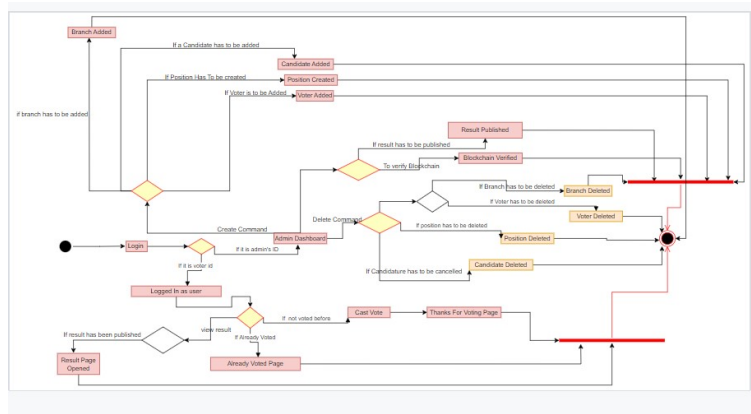 Branch Added
If a Candidate has to be added
Candidate Added
If Position Has To be created
Position Created
If Voter is to be Added
Voter Added
if branch has to be added
Result Published
If result has to be published
Blockchain Verified
To verify Blockchain
If Branch has to be deleted
Branch Deleted
If Voter has to be deleted
Voter Deleted
Create Command
Delete Command
If position has to be deleted
Admin Dashboard
Position Deleted
Login
If it is admin's ID
If it is voter id
Candidate Deleted
If Candidature has to be cancelled
Logged In as user
Cast Vote
Thanks For Voting Page
If not voted before
view result
If result has been published
If Already Voted
Result Page
Opened
Already Voted Page